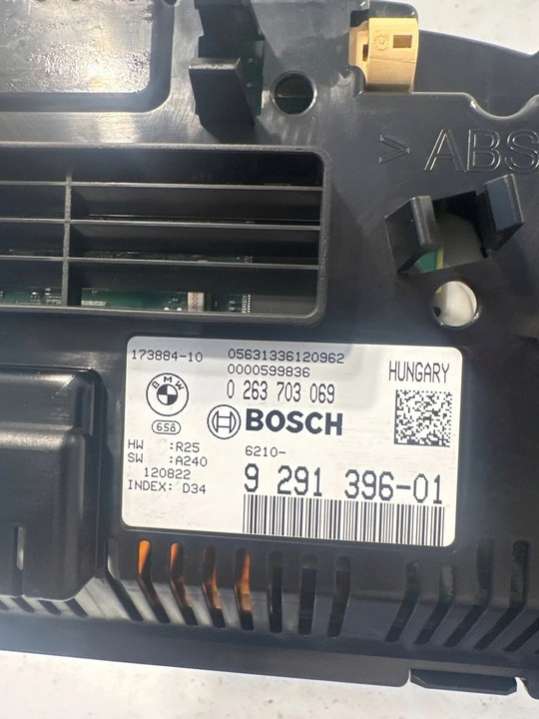 > ABS
173884-10 05631336120962
0000599836
HUNGARY
BMW
0 263 703 069
658
BOSCH
HW :R25
SW :A240
6210-
120822
9 291 396-01
INDEX: D34